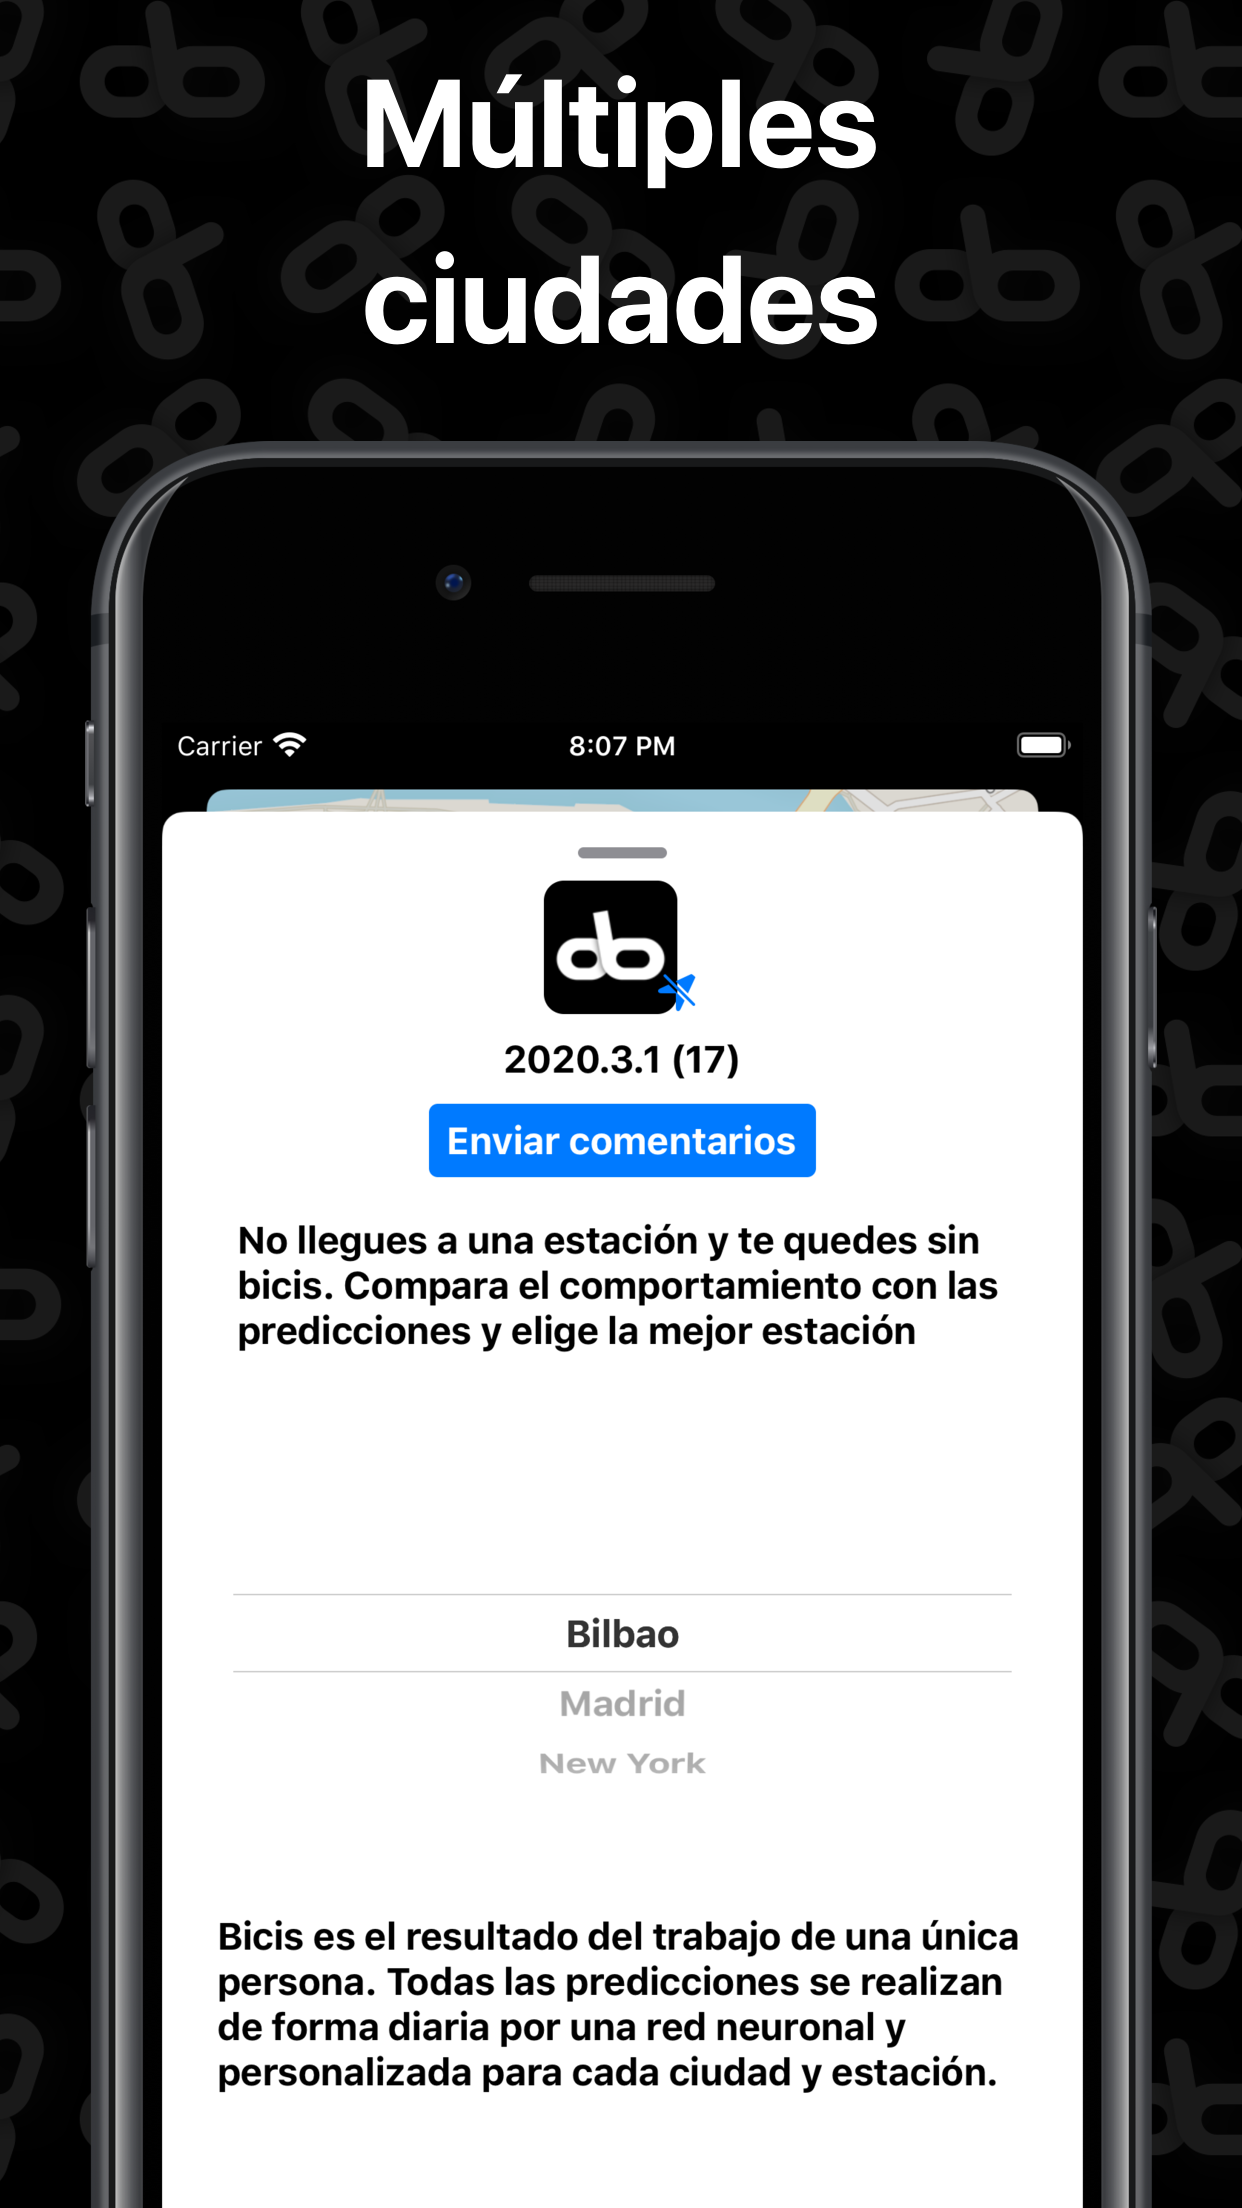 Múltiples
ciudades
Carrier
8:07 PM
2020.3.1 (17)
Enviar comentarios
No llegues a una estación y te quedes sin
bicis. Compara el comportamiento con las
predicciones y elige la mejor estación
Bilbao
Madrid
New York
Bicis es el resultado del trabajo de una única
persona. Todas las predicciones se realizan
de forma diaria por una red neuronal y
personalizada para cada ciudad y estación.